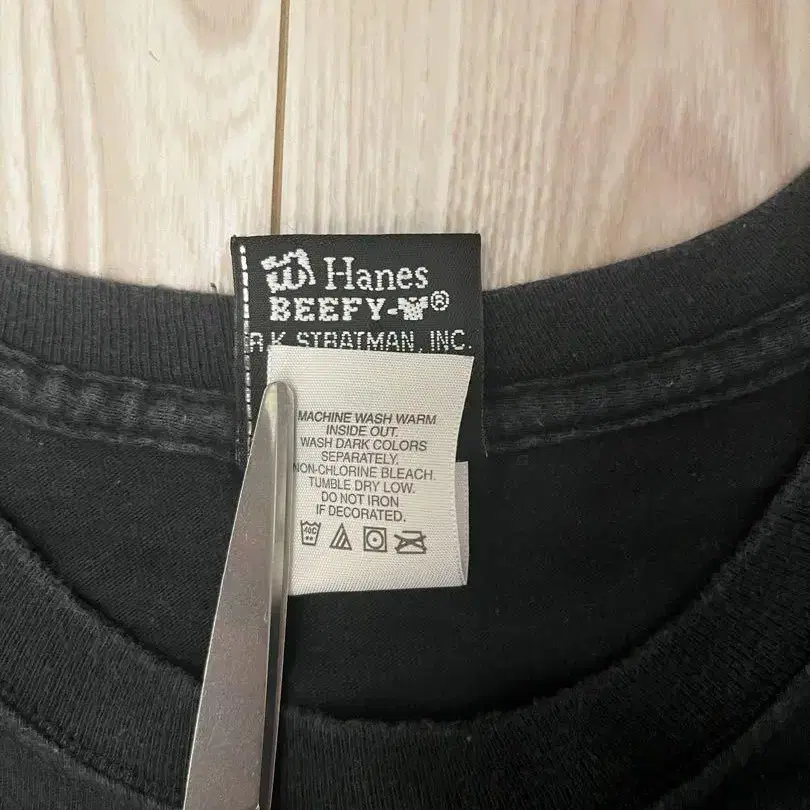 Hanes
BEEFY-®
R.K. STRATMAN, INC.
MACHINE WASH WARM
INSIDE OUT.
WASH DARK COLORS
SEPARATELY.
NON-CHLORINE BLEACH.
TUMBLE DRY LOW.
DO NOT IRON
IF DECORATED.
40C